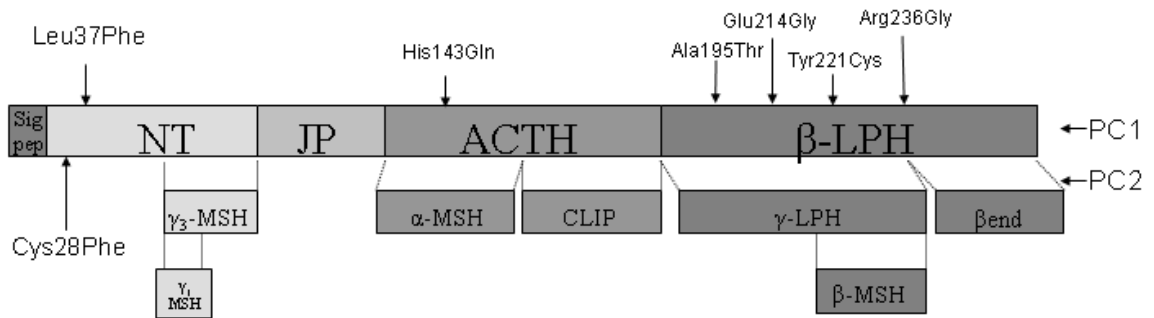 Leu37Phe
His143Gln
Ala195Thr
Glu214Gly
Tyr221Cys
Arg236Gly
Sig
pep
NT
JP
ACTH
β-LPH
←PC1
←PC2
γ₃-MSH
α-MSH
CLIP
γ-LPH
βend
Cys28Phe
γ₁
MSH
β-MSH